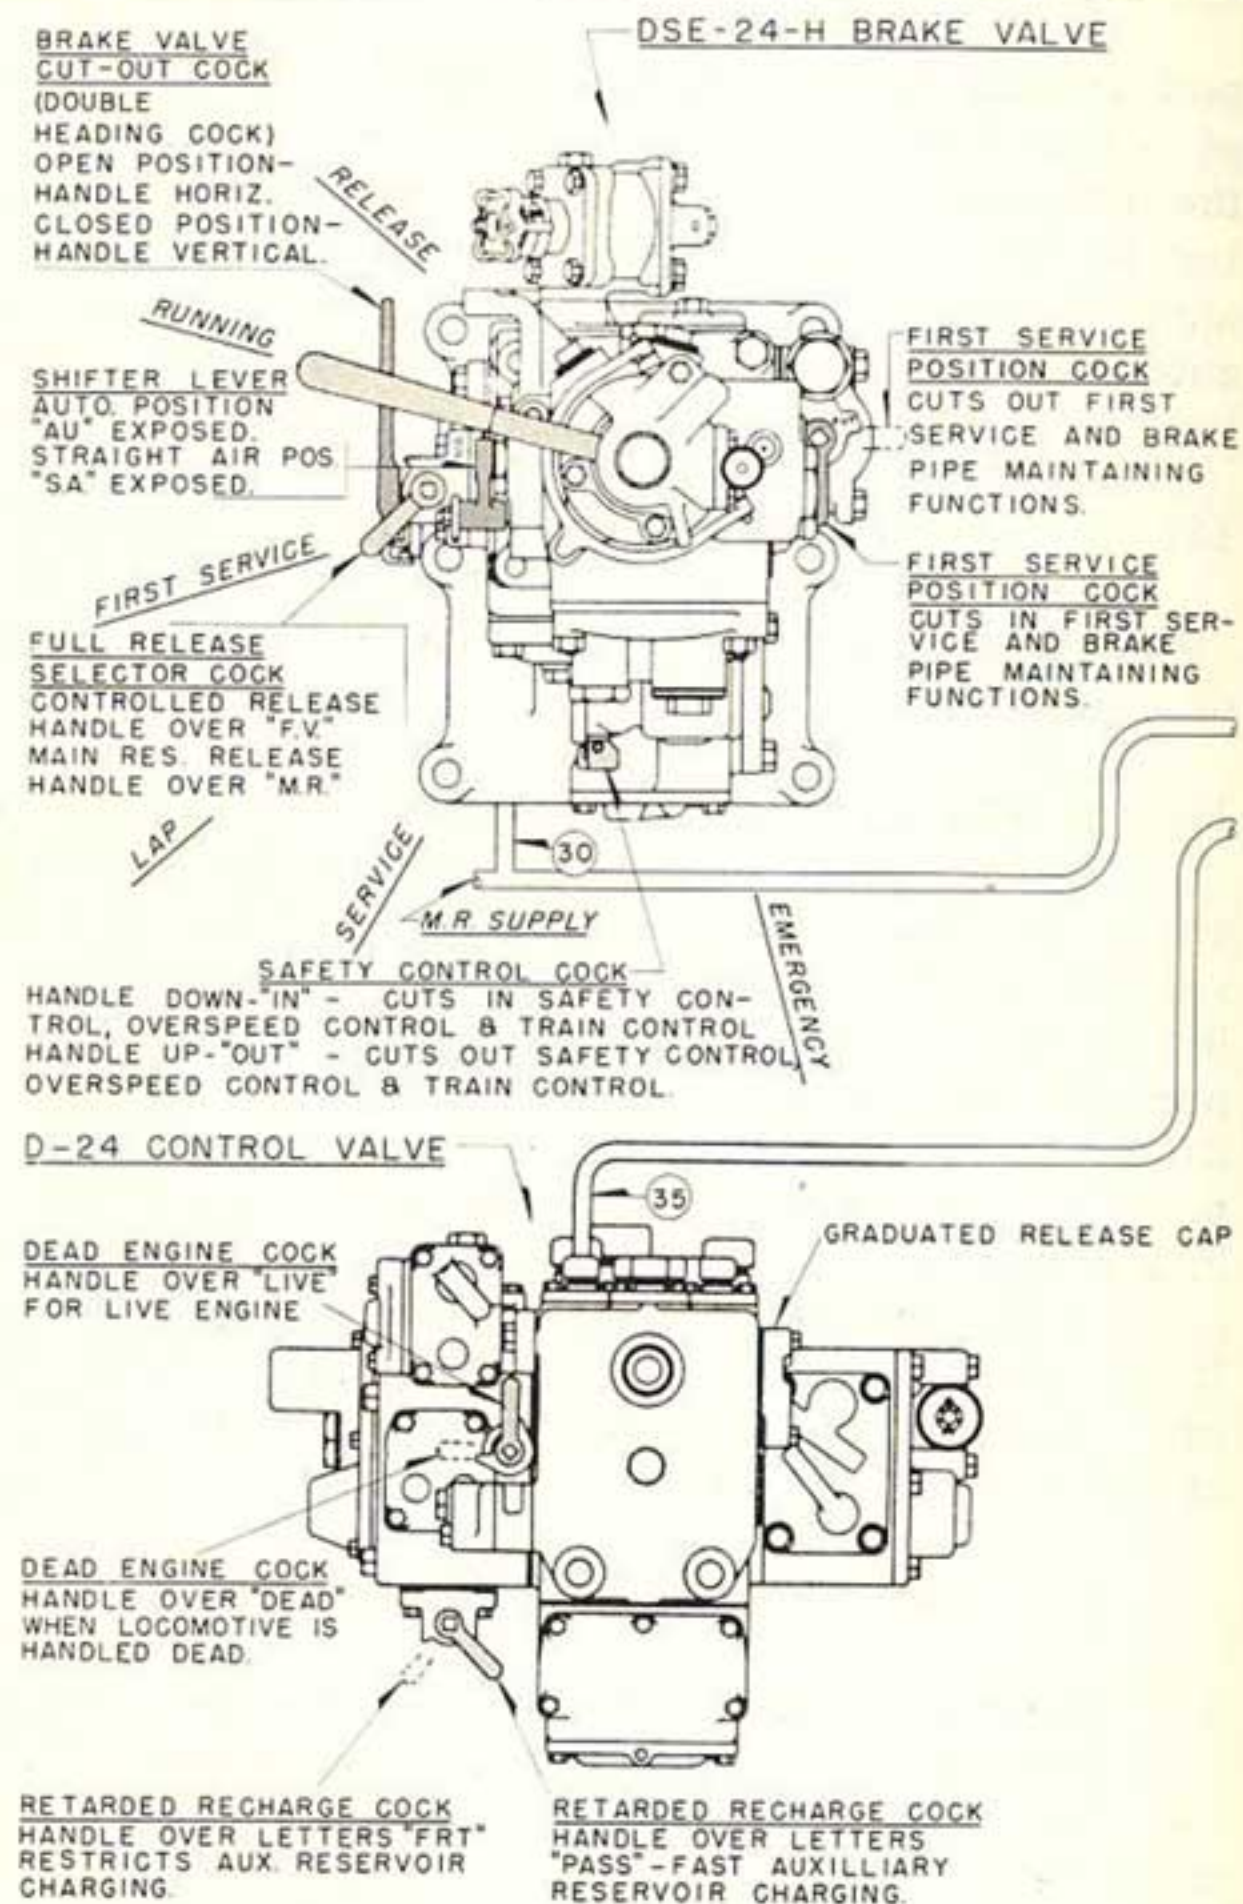 DSE-24-H BRAKE VALVE
BRAKE VALVE
CUT-OUT COCK
(DOUBLE
HEADING COCK)
OPEN POSITION-
HANDLE HORIZ.
CLOSED POSITION-
HANDLE VERTICAL.
RELEASE
RUNNING
SHIFTER LEVER
AUTO. POSITION
"AU" EXPOSED.
STRAIGHT AIR POS.
"S.A." EXPOSED.
FIRST SERVICE
POSITION COCK
CUTS OUT FIRST
SERVICE AND BRAKE
PIPE MAINTAINING
FUNCTIONS.
FIRST SERVICE
POSITION COCK
CUTS IN FIRST SER-
VICE AND BRAKE
PIPE MAINTAINING
FUNCTIONS.
FIRST SERVICE
FULL RELEASE
SELECTOR COCK
CONTROLLED RELEASE
HANDLE OVER "F.V."
MAIN RES. RELEASE
HANDLE OVER "M.R."
LAP
SERVICE
30
M.R. SUPPLY
EMERGENCY
SAFETY CONTROL COCK
HANDLE DOWN-"IN" - CUTS IN SAFETY CON-
TROL, OVERSPEED CONTROL & TRAIN CONTROL
HANDLE UP-"OUT" - CUTS OUT SAFETY CONTROL,
OVERSPEED CONTROL & TRAIN CONTROL.
D-24 CONTROL VALVE
35
GRADUATED RELEASE CAP
DEAD ENGINE COCK
HANDLE OVER "LIVE"
FOR LIVE ENGINE
DEAD ENGINE COCK
HANDLE OVER "DEAD"
WHEN LOCOMOTIVE IS
HANDLED DEAD.
RETARDED RECHARGE COCK
HANDLE OVER LETTERS "FRT"
RESTRICTS AUX. RESERVOIR
CHARGING.
RETARDED RECHARGE COCK
HANDLE OVER LETTERS
"PASS"-FAST AUXILLIARY
RESERVOIR CHARGING.